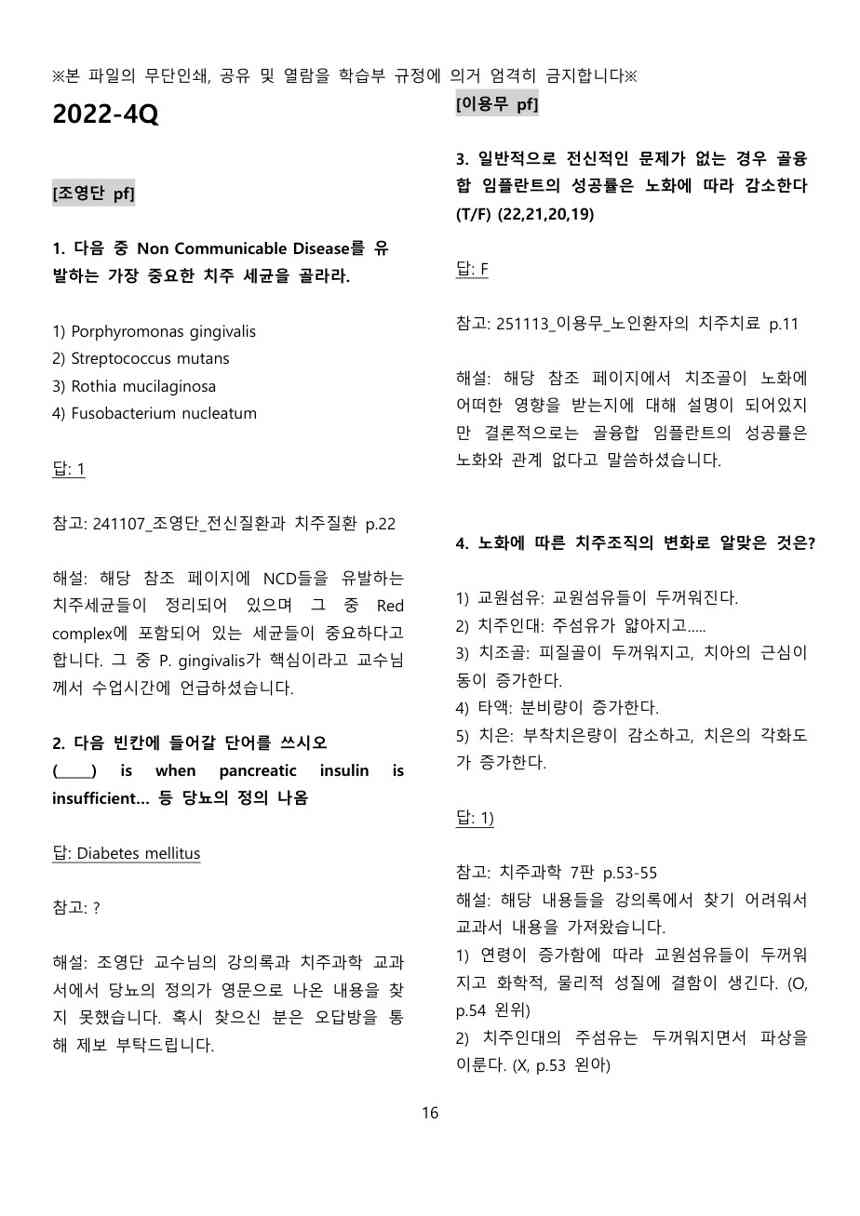 ※본 파일의 무단인쇄, 공유 및 열람을 학습부 규정에 의거 엄격히 금지합니다※
2022-4Q
[조영단 pf]
1. 다음 중 Non Communicable Disease를 유
발하는 가장 중요한 치주 세균을 골라라.
1) Porphyromonas gingivalis
2) Streptococcus mutans
3) Rothia mucilaginosa
4) Fusobacterium nucleatum
답: 1
참고: 241107_조영단_전신질환과 치주질환 p.22
해설: 해당 참조 페이지에 NCD들을 유발하는
치주세균들이 정리되어 있으며 그 중 Red
complex에 포함되어 있는 세균들이 중요하다고
합니다. 그 중 P. gingivalis가 핵심이라고 교수님
께서 수업시간에 언급하셨습니다.
2. 다음 빈칸에 들어갈 단어를 쓰시오
(____) is when pancreatic insulin is
insufficient... 등 당뇨의 정의 나옴
답: Diabetes mellitus
참고: ?
해설: 조영단 교수님의 강의록과 치주과학 교과
서에서 당뇨의 정의가 영문으로 나온 내용을 찾
지 못했습니다. 혹시 찾으신 분은 오답방을 통
해 제보 부탁드립니다.
[이용무 pf]
3. 일반적으로 전신적인 문제가 없는 경우 골융
합 임플란트의 성공률은 노화에 따라 감소한다
(T/F) (22,21,20,19)
답: F
참고: 251113_이용무_노인환자의 치주치료 p.11
해설: 해당 참조 페이지에서 치조골이 노화에
어떠한 영향을 받는지에 대해 설명이 되어있지
만 결론적으로는 골융합 임플란트의 성공률은
노화와 관계 없다고 말씀하셨습니다.
4. 노화에 따른 치주조직의 변화로 알맞은 것은?
1) 교원섬유: 교원섬유들이 두꺼워진다.
2) 치주인대: 주섬유가 얇아지고.....
3) 치조골: 피질골이 두꺼워지고, 치아의 근심이
동이 증가한다.
4) 타액: 분비량이 증가한다.
5) 치은: 부착치은량이 감소하고, 치은의 각화도
가 증가한다.
답: 1)
참고: 치주과학 7판 p.53-55
해설: 해당 내용들을 강의록에서 찾기 어려워서
교과서 내용을 가져왔습니다.
1) 연령이 증가함에 따라 교원섬유들이 두꺼워
지고 화학적, 물리적 성질에 결함이 생긴다. (O,
p.54 왼위)
2) 치주인대의 주섬유는 두꺼워지면서 파상을
이룬다. (X, p.53 왼아)
16